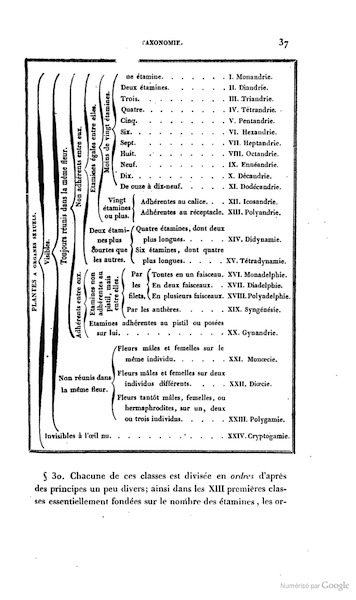 TAXONOMIE. 37
PLANTES A ORGANES SEXUELS.
Visibles.
Toujours réunis dans la même fleur.
Non adhérents entre eux.
Etamines égales entre elles.
Moins de vingt étamines.
ne étamine. . . . . . . I. Monandrie.
Deux étamines. . . . . . II. Diandrie.
Trois. . . . . . . . III. Triandrie.
Quatre. . . . . . . . IV. Tétrandrie.
Cinq. . . . . . . . V. Pentandrie.
Six. . . . . . . . VI. Hexandrie.
Sept. . . . . . . . VII. Heptandrie.
Huit. . . . . . . . VIII. Octandrie.
Neuf. . . . . . . . IX. Ennéandrie.
Dix. . . . . . . . X. Décandrie.
De ouze à dix-neuf. . . . . XI. Dodécandrie.
Vingt
étamines
ou plus.
Adhérentes au calice. . . XII. Icosandrie.
Adhérentes au réceptacle. XIII. Polyandrie.
Deux étami-
nes plus
courtes que
les autres.
Quatre étamines, dont deux
plus longues. . . . . XIV. Didynamie.
Six étamines, dont quatre
plus longues. . . . . XV. Tétradynamie.
Adhérents entre eux.
Etamines non
adhérentes au
pistil, mais
entre elles.
Par
les
filets.
Toutes en un faisceau. XVI. Monadelphie.
En deux faisceaux. . XVII. Diadelphie.
En plusieurs faisceaux. XVIII. Polyadelphie.
Par les anthères. . . . . XIX. Syngénésie.
Etamines adhérentes au pistil ou posées
sur lui. . . . . . . . XX. Gynandrie.
Non réunis dans
la même fleur.
Fleurs mâles et femelles sur le
même individu. . . . . XXI. Monœcie.
Fleurs mâles et femelles sur deux
individus différents. . . . XXII. Diœcie.
Fleurs tantôt mâles, femelles, ou
hermaphrodites, sur un, deux
ou trois individus. . . . XXIII. Polygamie.
Invisibles à l'œil nu. . . . . . . . XXIV. Cryptogamie.
§ 30. Chacune de ces classes est divisée en ordres d'après
des principes un peu divers; ainsi dans les XIII premières clas-
ses essentiellement fondées sur le nombre des étamines, les or-
Numérisé par Google